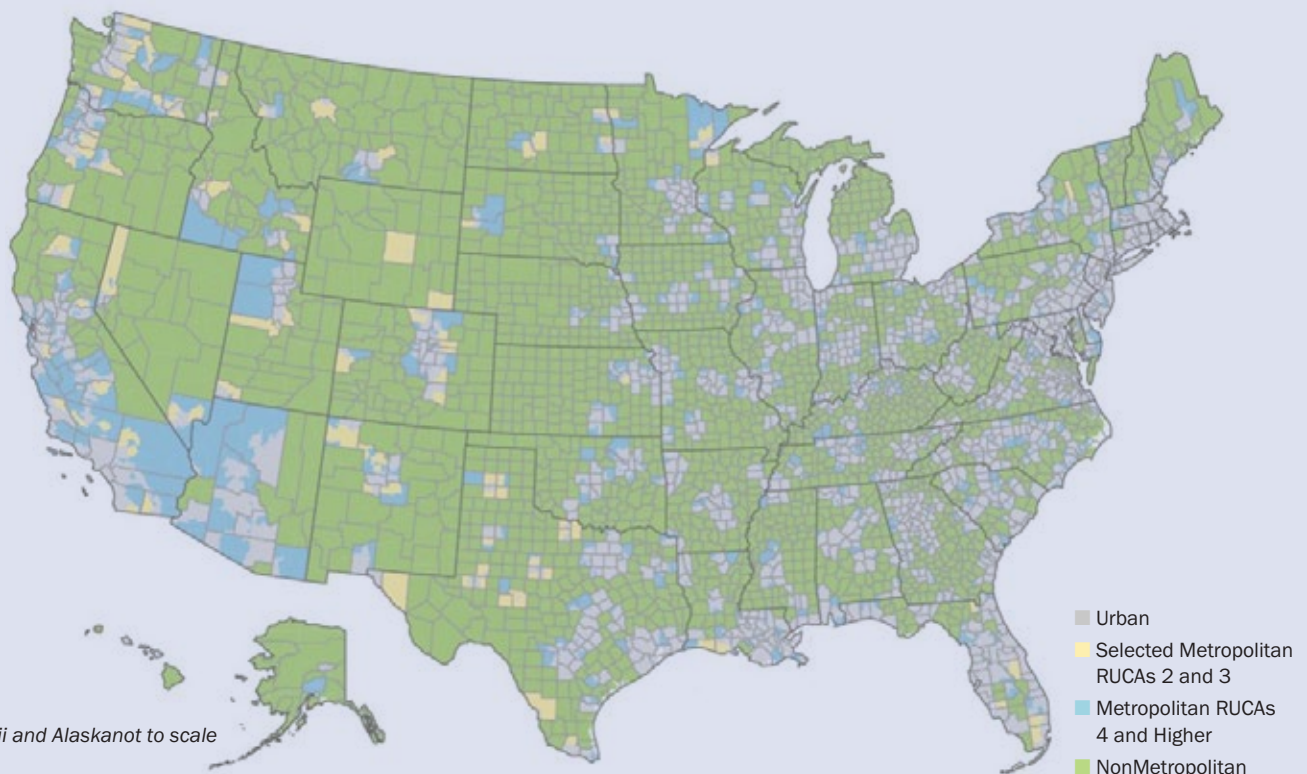 ii and Alaskanot to scale
Urban
Selected Metropolitan
RUCAs 2 and 3
Metropolitan RUCAs
4 and Higher
NonMetropolitan